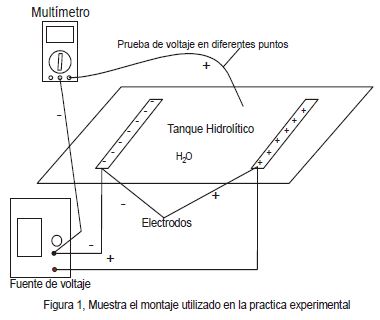 Multímetro
Prueba de voltaje en diferentes puntos
+
-
Tanque Hidrolítico
H2O
- - - - - - -
+ + + + + + +
-
+
Electrodos
-
+
Fuente de voltaje
Figura 1, Muestra el montaje utilizado en la practica experimental